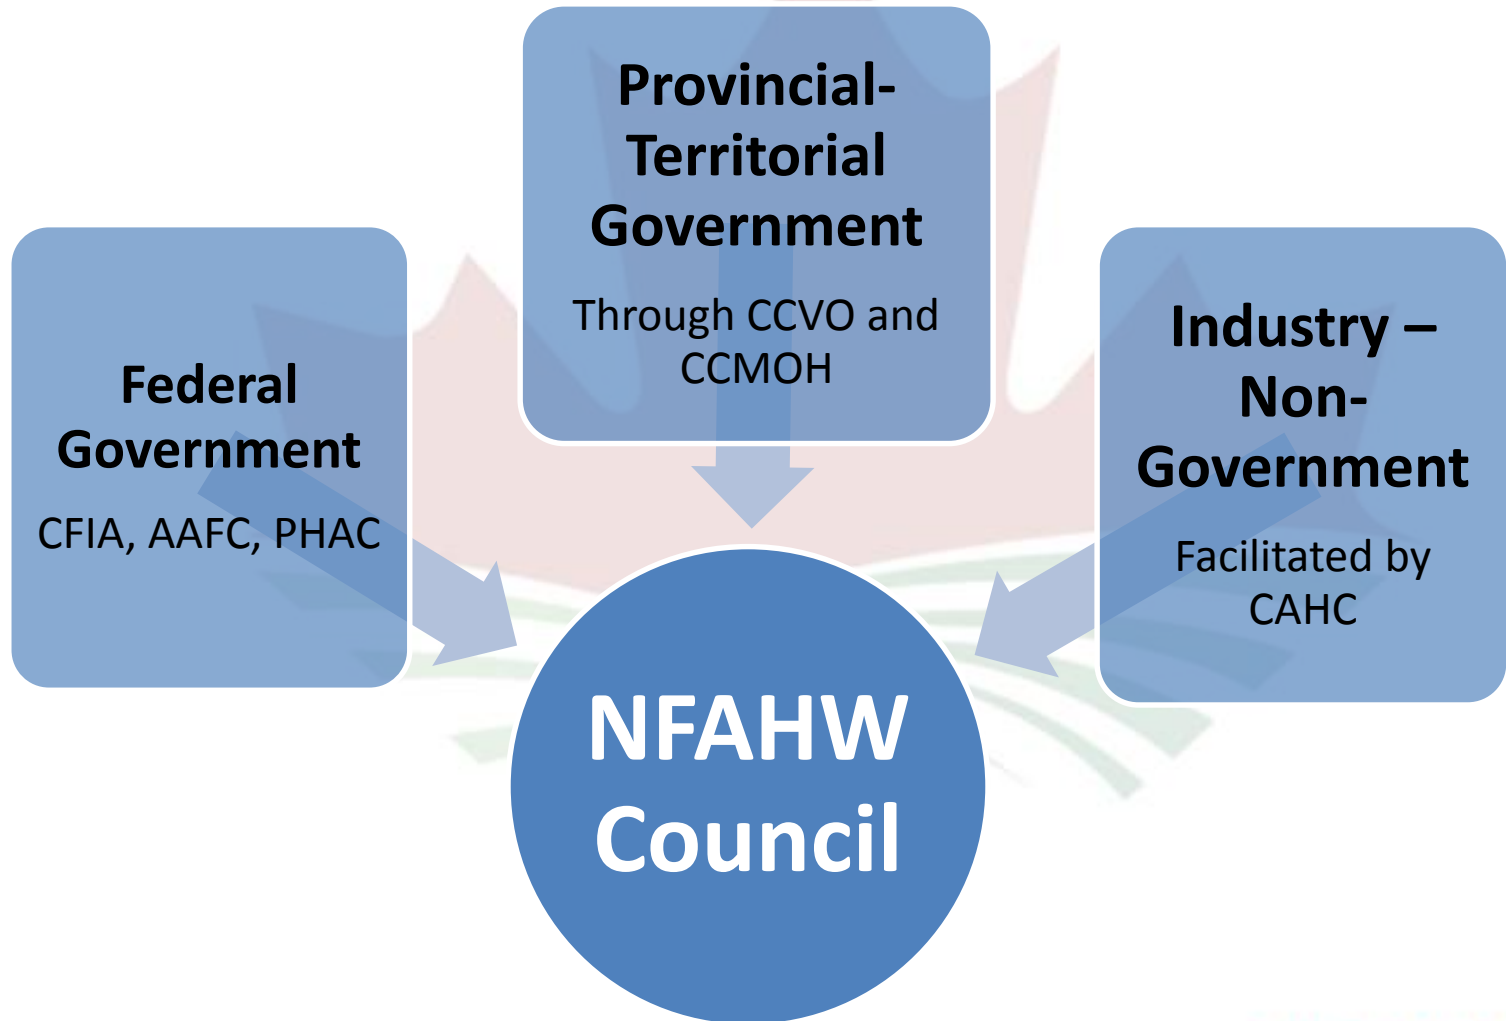 Provincial-
Territorial
Government
Through CCVO and
CCMOH
Federal
Government
CFIA, AAFC, PHAC
Industry –
Non-
Government
Facilitated by
CAHC
NFAHW
Council